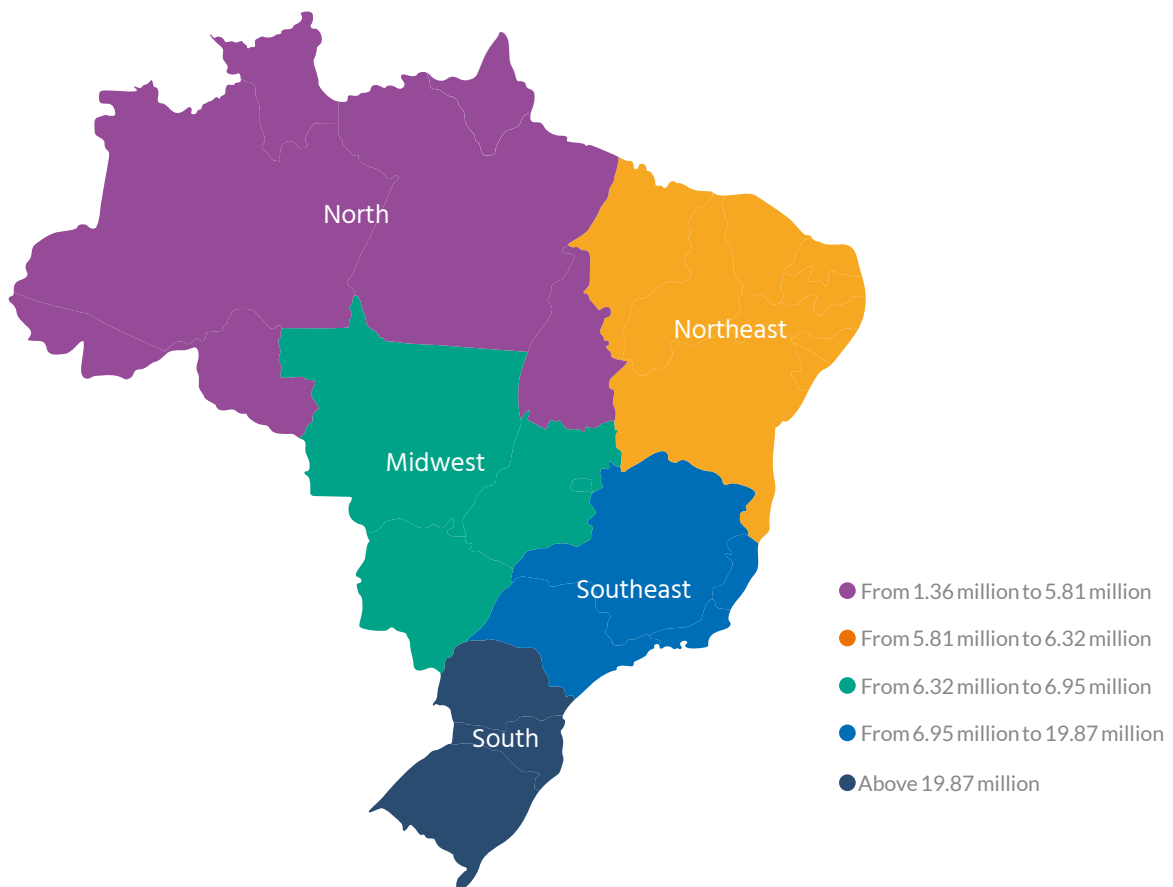 North
Northeast
Midwest
Southeast
South
From 1.36 million to 5.81 million
From 5.81 million to 6.32 million
From 6.32 million to 6.95 million
From 6.95 million to 19.87 million
Above 19.87 million